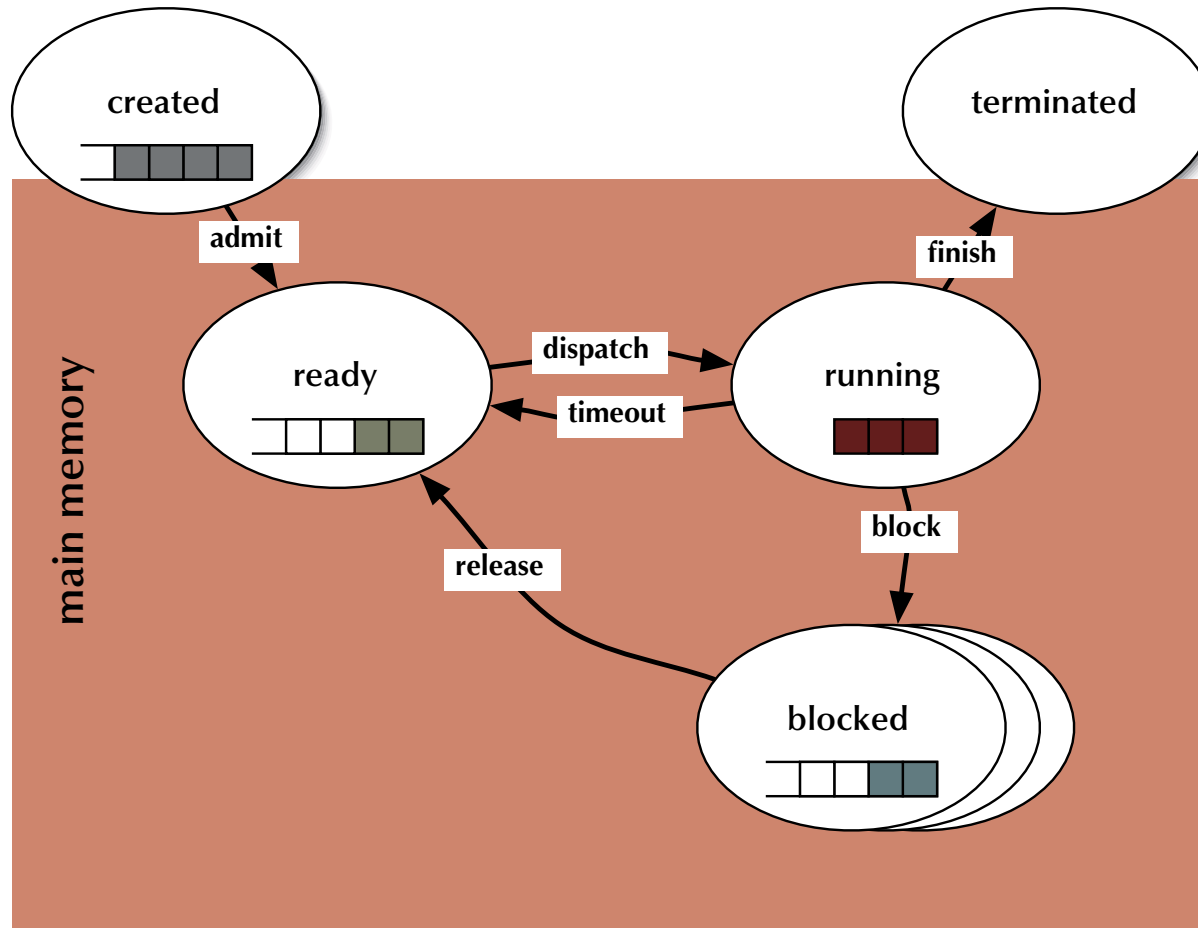 created
terminated
admit
finish
dispatch
ready
running
timeout
main memory
block
release
blocked